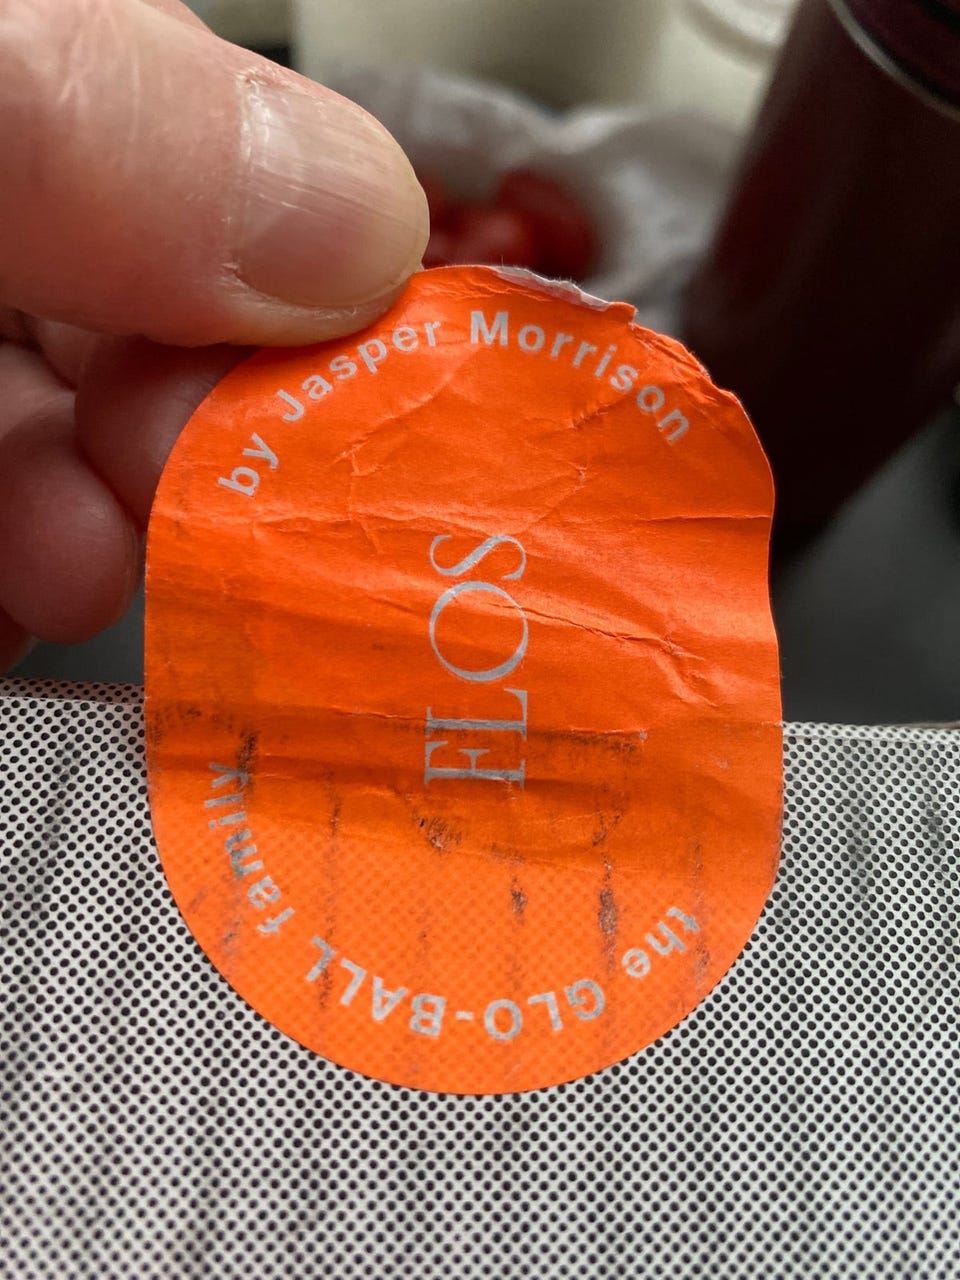 by Jasper Morrison
FLOS
the GLO-BALL family